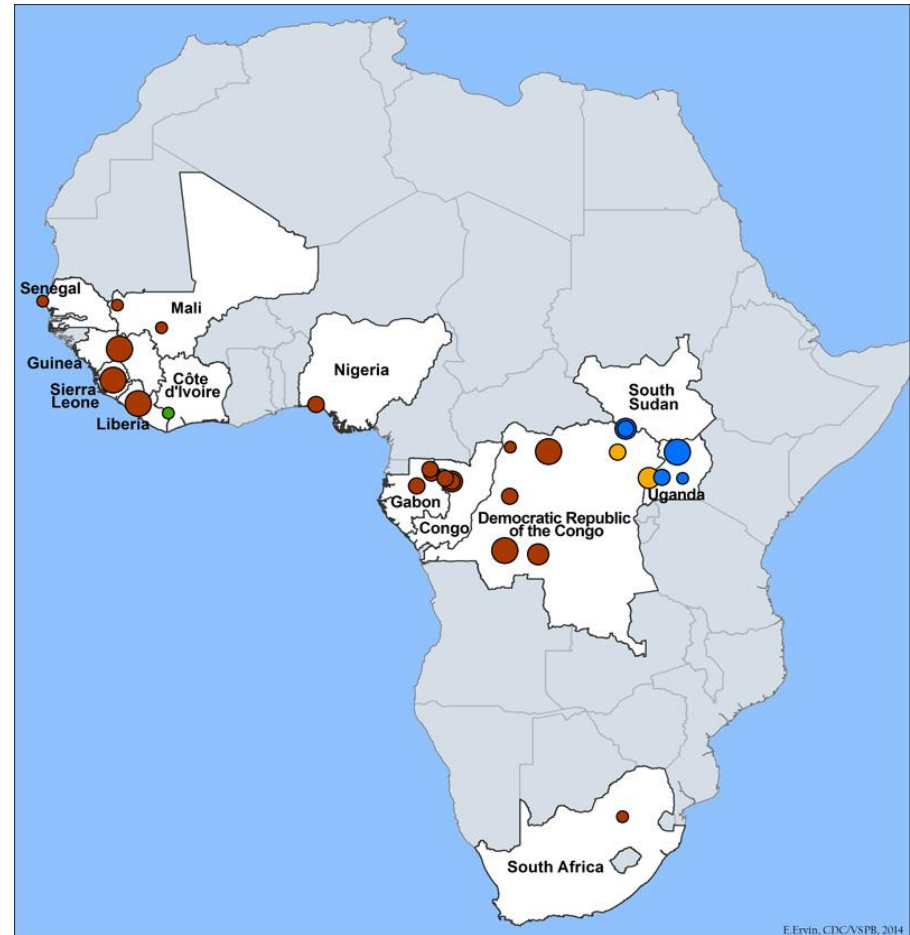 Senegal
Mali
Guinea
Sierra
Leone
Côte
d'Ivoire
Liberia
Nigeria
South
Sudan
Gabon
Congo
Democratic Republic
of the Congo
Uganda
South Africa
E.Ervin, CDC/VSPB, 2014